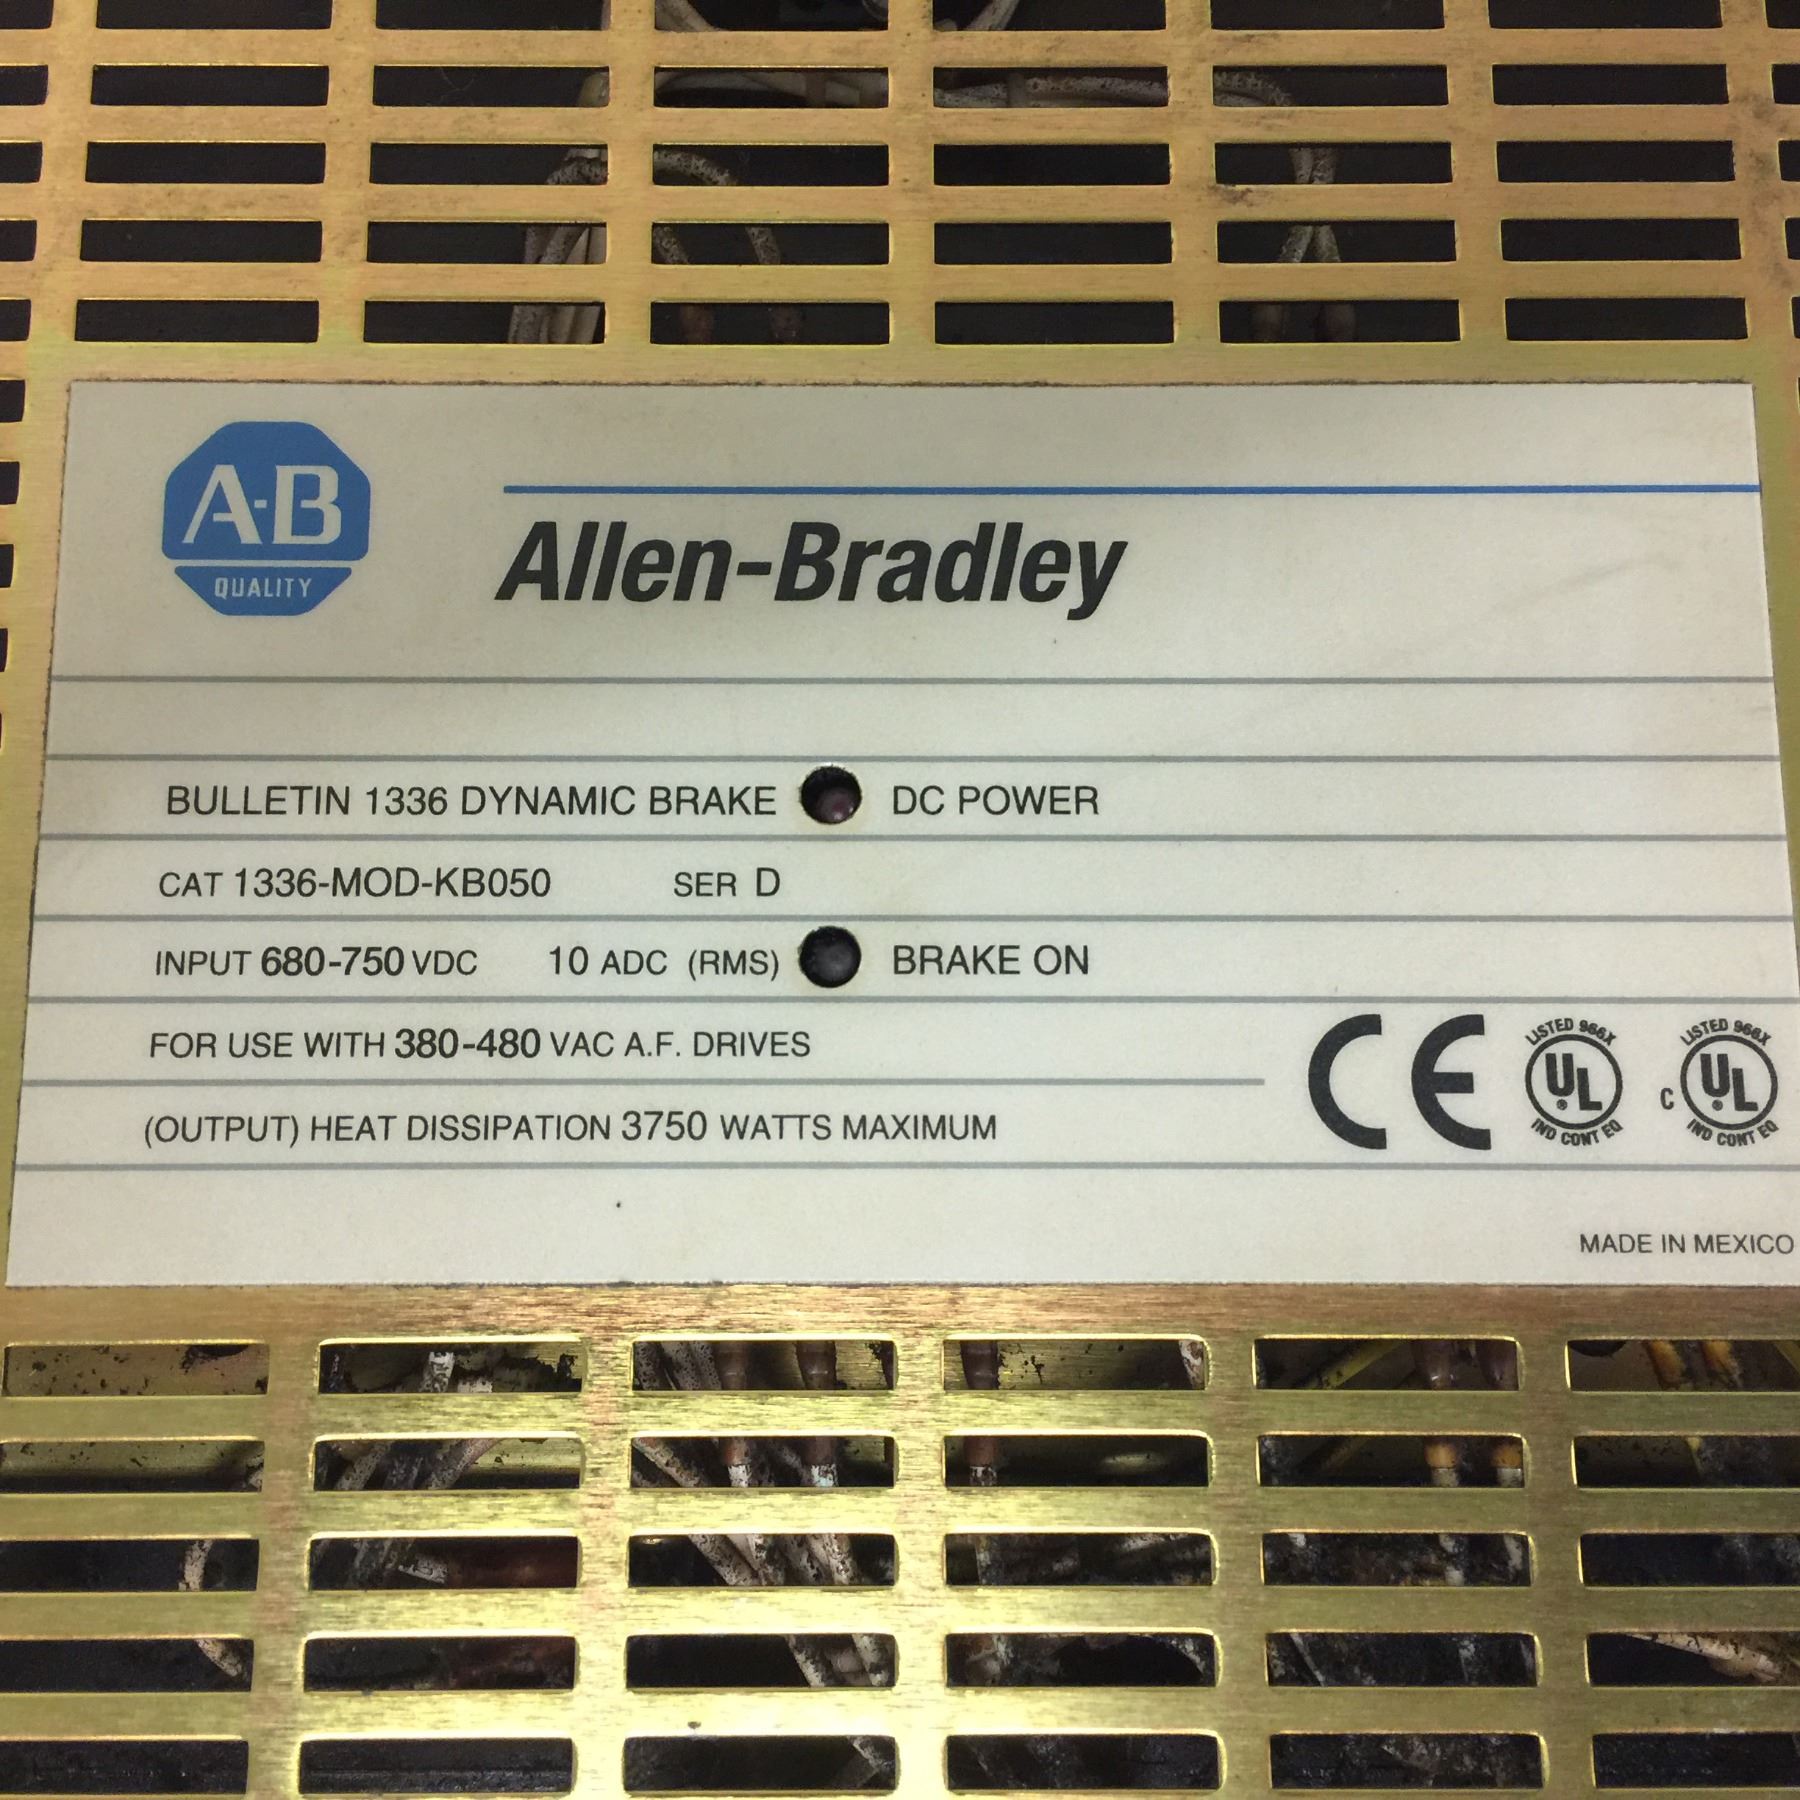 A-B
QUALITY
Allen-Bradley
BULLETIN 1336 DYNAMIC BRAKE DC POWER
CAT 1336-MOD-KB050 SER D
INPUT 680-750 VDC 10 ADC (RMS) BRAKE ON
FOR USE WITH 380-480 VAC A.F. DRIVES
(OUTPUT) HEAT DISSIPATION 3750 WATTS MAXIMUM
CE
LISTED 966X
UL
IND CONT EQ
LISTED 966X
C UL
IND CONT EQ
MADE IN MEXICO